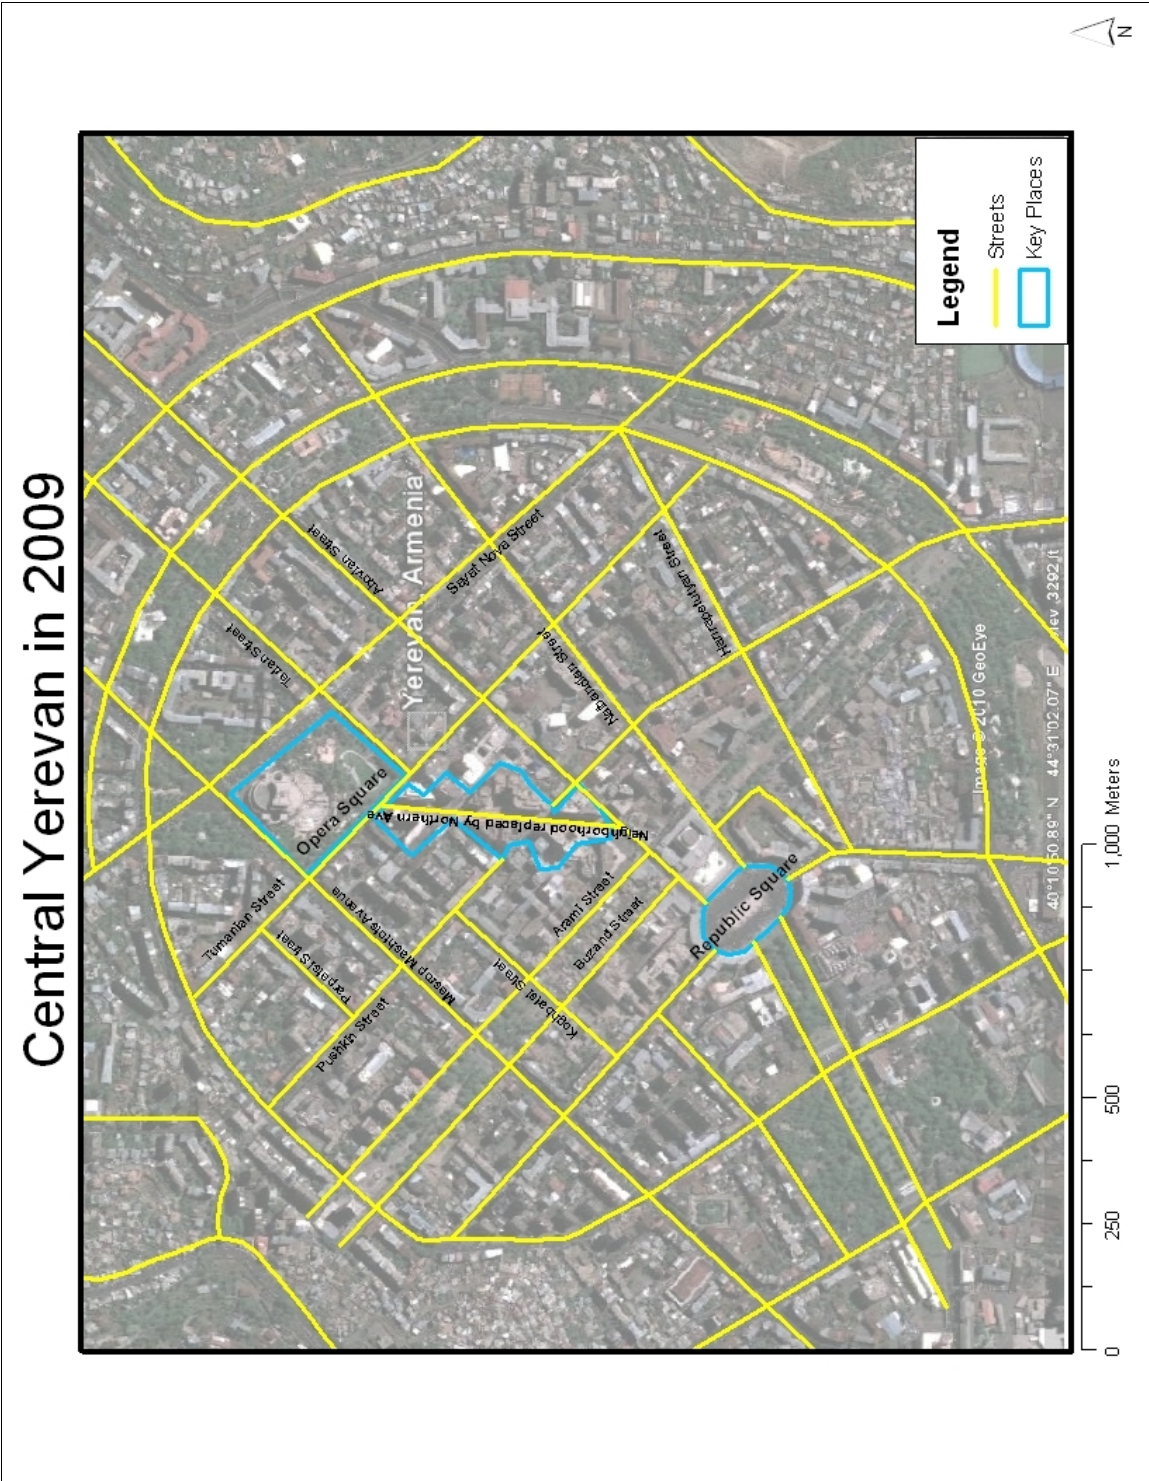 Central Yerevan in 2009
N
Terian Street
Abovian Street
Yerevan, Armenia
Sayat Nova Street
Opera Square
Tumanian Street
Parpetsi Street
Mesrop Mashtots Avenue
Pushkin Street
Neighborhood replaced by Northern Ave
Nalbandian Street
Hanrapetutyan Street
Arami Street
Buzand Street
Koghbatsi Street
Republic Square
Legend
Streets
Key Places
2010 GeoEye
40°10'50.89" N 44°31'02.07" E
3292 ft
0 250 500 1,000 Meters